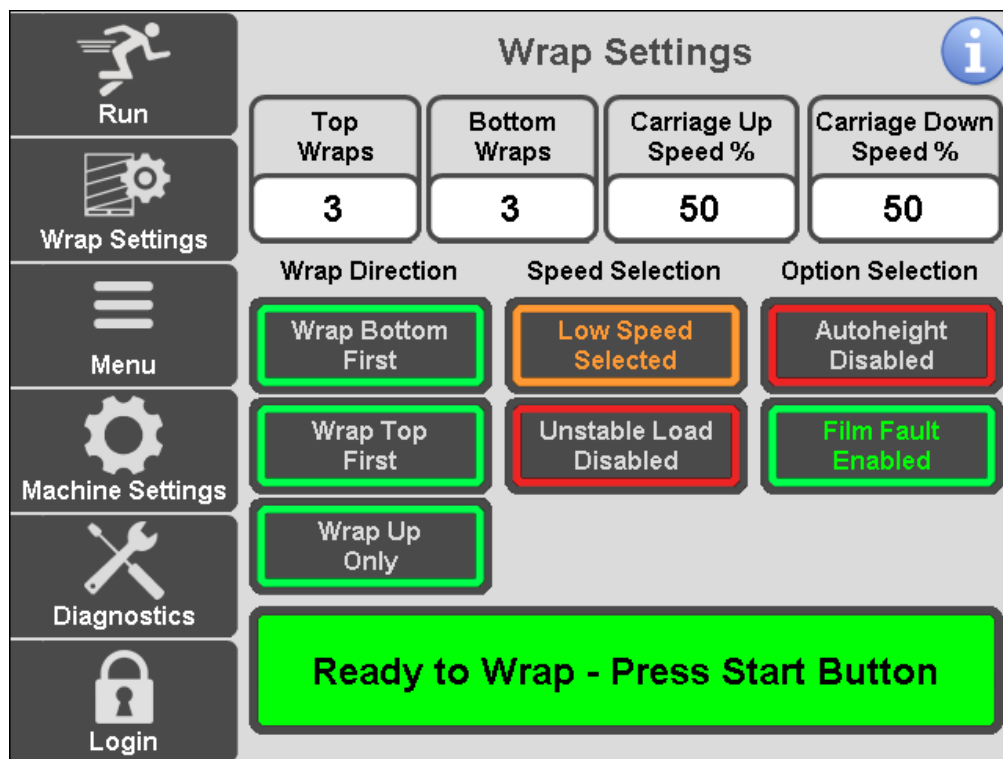 Run
Wrap Settings
Menu
Machine Settings
Diagnostics
Login
Wrap Settings
i
Top
Wraps
3
Bottom
Wraps
3
Carriage Up
Speed %
50
Carriage Down
Speed %
50
Wrap Direction
Wrap Bottom
First
Wrap Top
First
Wrap Up
Only
Speed Selection
Low Speed
Selected
Unstable Load
Disabled
Option Selection
Autoheight
Disabled
Film Fault
Enabled
Ready to Wrap - Press Start Button